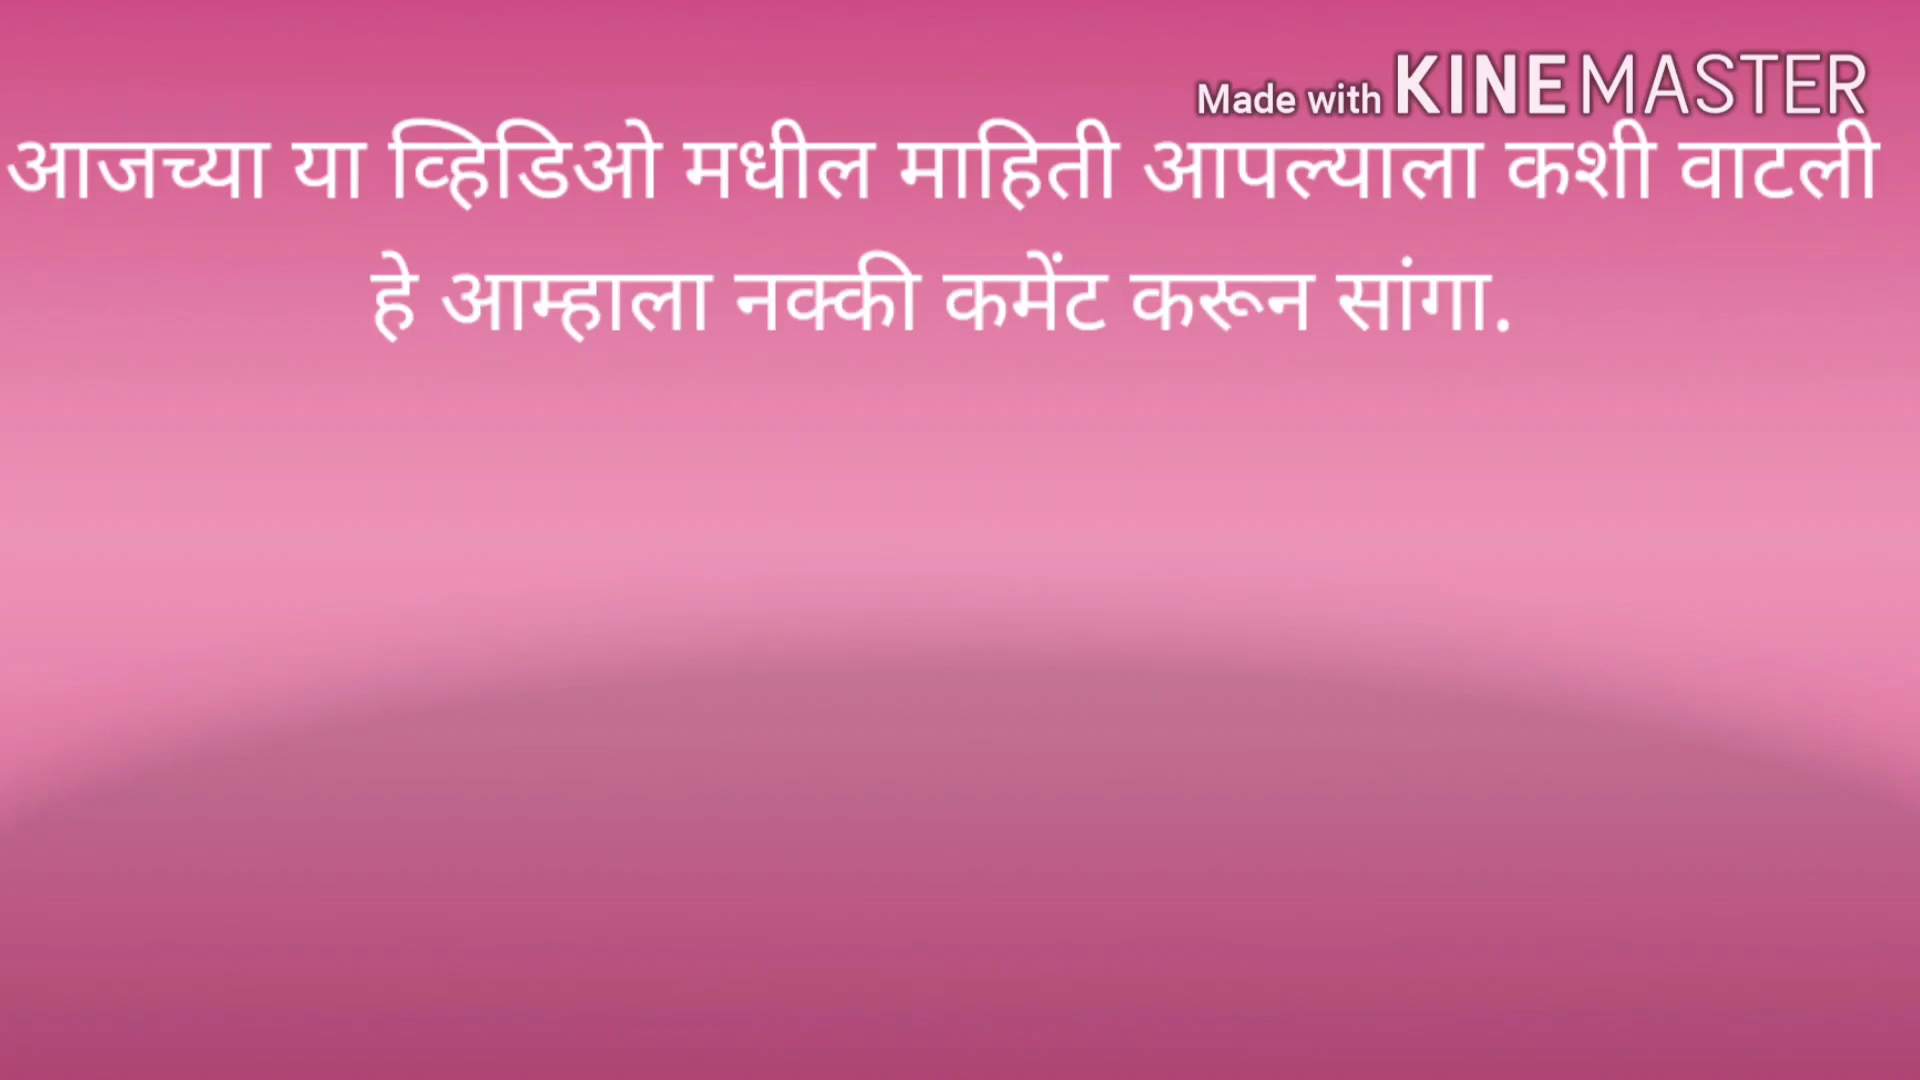 Made with KINEMASTER
आजच्या या व्हिडिओ मधील माहिती आपल्याला कशी वाटली
हे आम्हाला नक्की कमेंट करून सांगा.